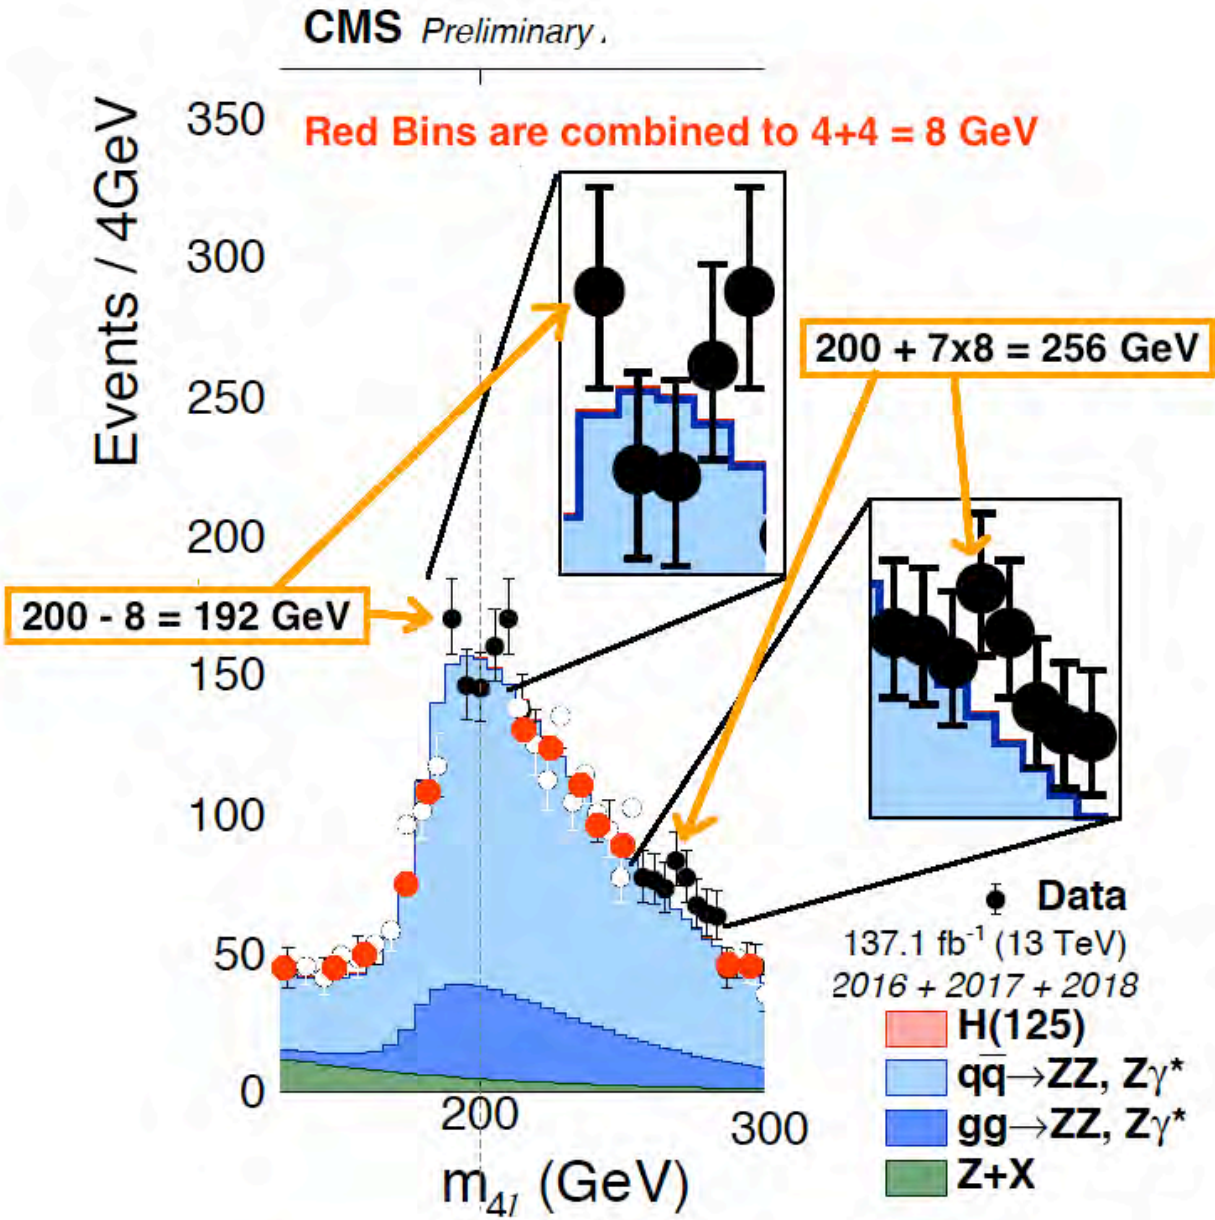 CMS Preliminary
Red Bins are combined to 4+4 = 8 GeV
Events / 4GeV
350
300
250
200
150
100
50
0
200 + 7x8 = 256 GeV
200 - 8 = 192 GeV
Data
137.1 fb⁻¹ (13 TeV)
2016 + 2017 + 2018
H(125)
qq̅→ZZ, Zγ*
gg→ZZ, Zγ*
Z+X
200
300
m₄ₗ (GeV)